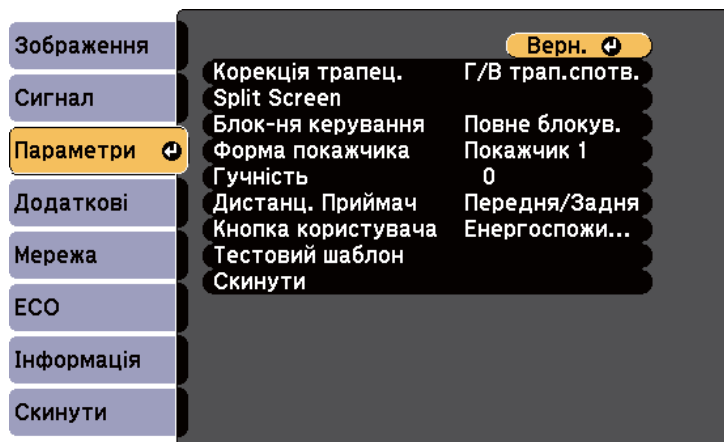 Зображення
Сигнал
Параметри
Додаткові
Мережа
ECO
Інформація
Скинути
Верн.
Корекція трапец. Г/В трап.спотв.
Split Screen
Блок-ня керування Повне блокув.
Форма покажчика Покажчик 1
Гучність 0
Дистанц. Приймач Передня/Задня
Кнопка користувача Енергоспожи...
Тестовий шаблон
Скинути